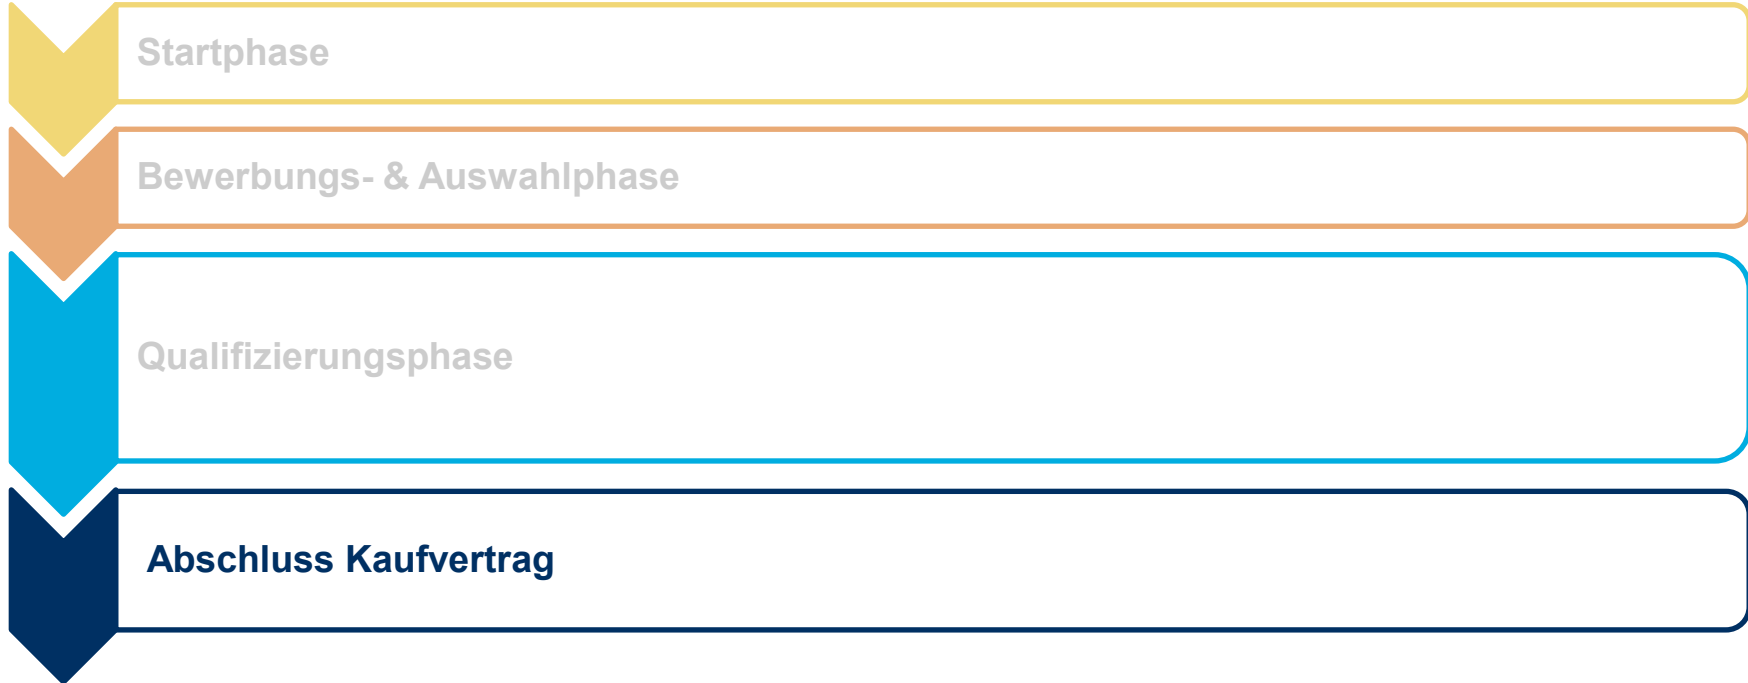 Startphase
Bewerbungs- & Auswahlphase
Qualifizierungsphase
Abschluss Kaufvertrag